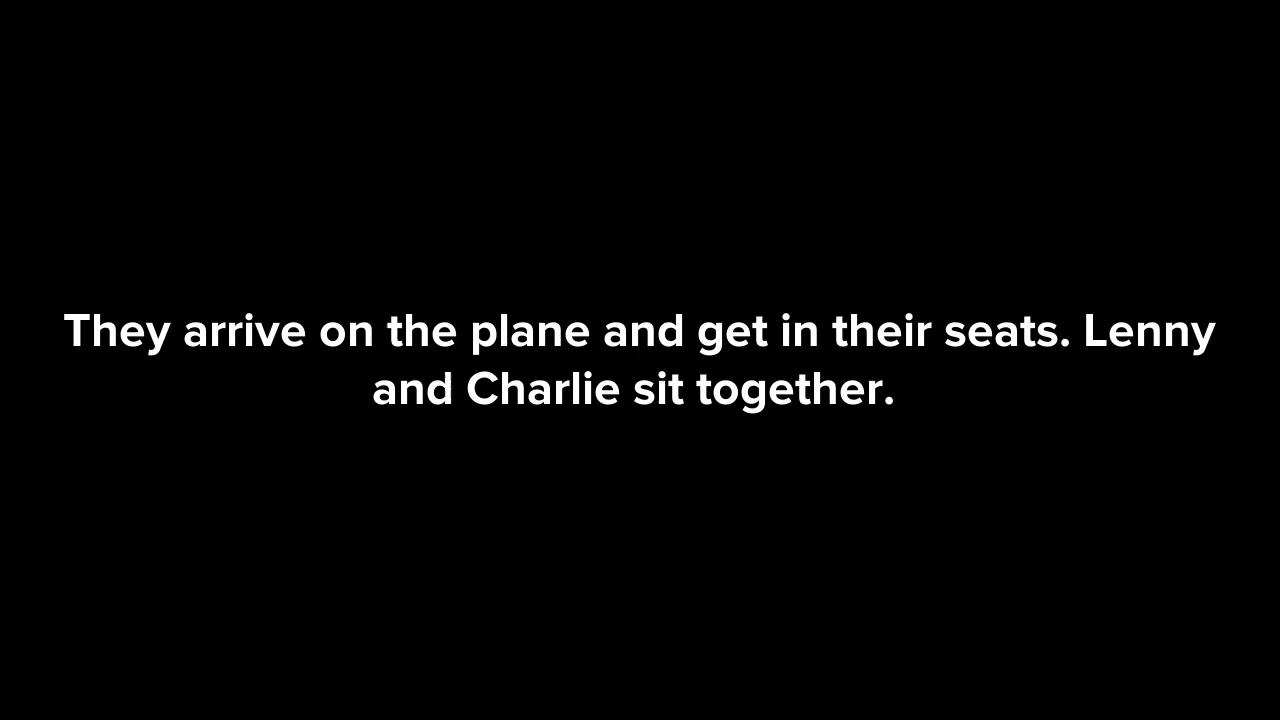 They arrive on the plane and get in their seats. Lenny
and Charlie sit together.